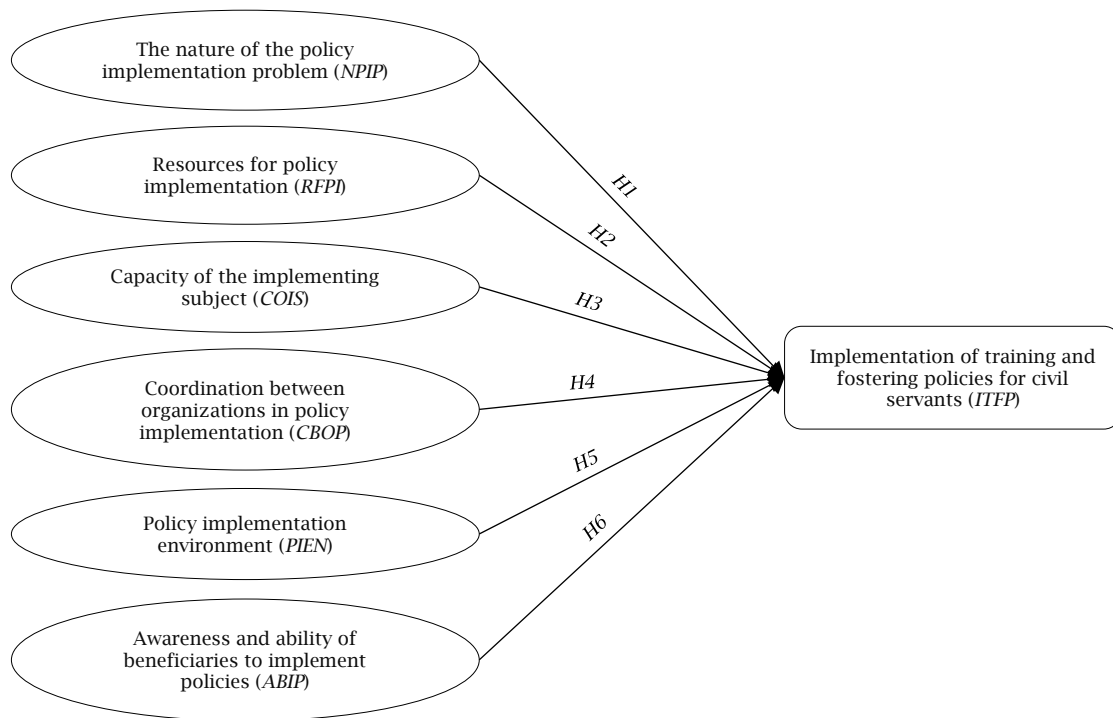 The nature of the policy
implementation problem (NPIP)
Resources for policy
implementation (RFPI)
Capacity of the implementing
subject (COIS)
Coordination between
organizations in policy
implementation (CBOP)
Policy implementation
environment (PIEN)
Awareness and ability of
beneficiaries to implement
policies (ABIP)
H1
H2
H3
H4
H5
H6
Implementation of training and
fostering policies for civil
servants (ITFP)